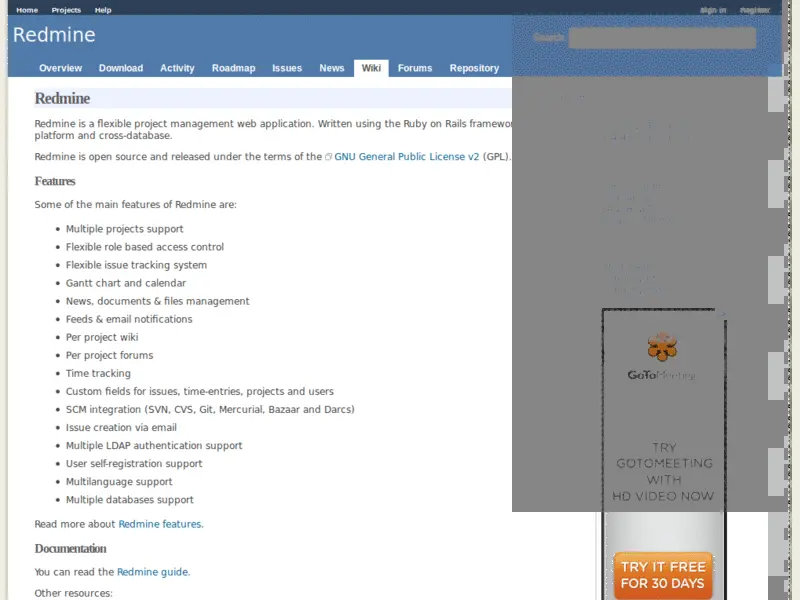 Home Projects Help Sign in Register
Redmine
Search:
Overview Download Activity Roadmap Issues News Wiki Forums Repository
Redmine
Redmine is a flexible project management web application. Written using the Ruby on Rails
platform and cross-database.
Redmine is open source and released under the terms of the GNU General Public License v2 (GPL).
Features
Some of the main features of Redmine are:
Multiple projects support
Flexible role based access control
Flexible issue tracking system
Gantt chart and calendar
News, documents & files management
Feeds & email notifications
Per project wiki
Per project forums
Time tracking
Custom fields for issues, time-entries, projects and users
SCM integration (SVN, CVS, Git, Mercurial, Bazaar and Darcs)
Issue creation via email
Multiple LDAP authentication support
User self-registration support
Multilanguage support
Multiple databases support
Read more about Redmine features.
Documentation
You can read the Redmine guide.
Other resources:
GoToMeeting
TRY
GOTOMEETING
WITH
HD VIDEO NOW
TRY IT FREE
FOR 30 DAYS